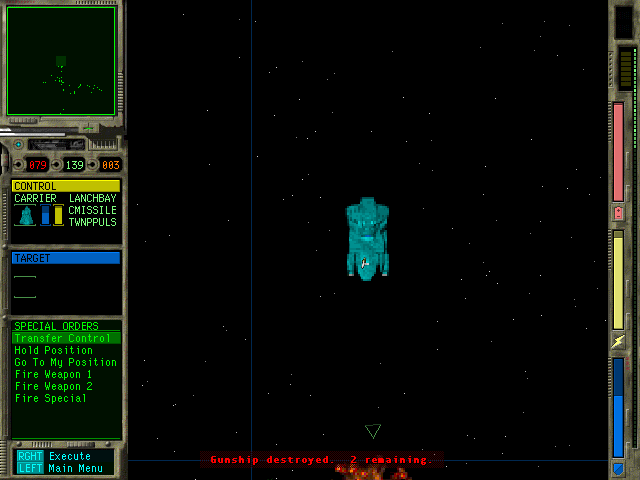 079 139 003
CONTROL
CARRIER LANCHBAY
CMISSILE
TWNPPULS
TARGET
SPECIAL ORDERS
Transfer Control
Hold Position
Go To My Position
Fire Weapon 1
Fire Weapon 2
Fire Special
RGHT Execute
LEFT Main Menu
Gunship destroyed. 2 remaining.